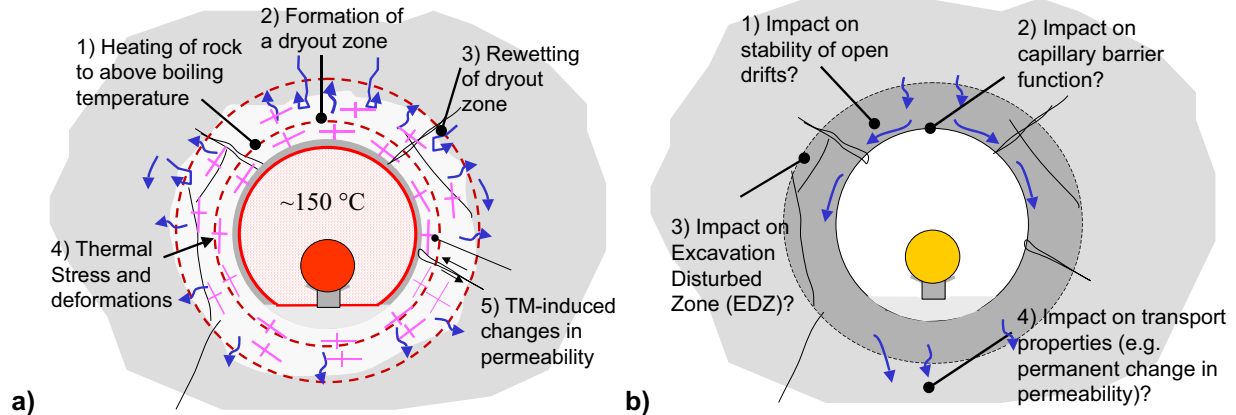 1) Heating of rock
to above boiling
temperature
2) Formation of
a dryout zone
3) Rewetting
of dryout
zone
~150 °C
4) Thermal
Stress and
deformations
5) TM-induced
changes in
permeability
a)
1) Impact on
stability of open
drifts?
2) Impact on
capillary barrier
function?
3) Impact on
Excavation
Disturbed
Zone (EDZ)?
4) Impact on transport
properties (e.g.
permanent change in
permeability)?
b)